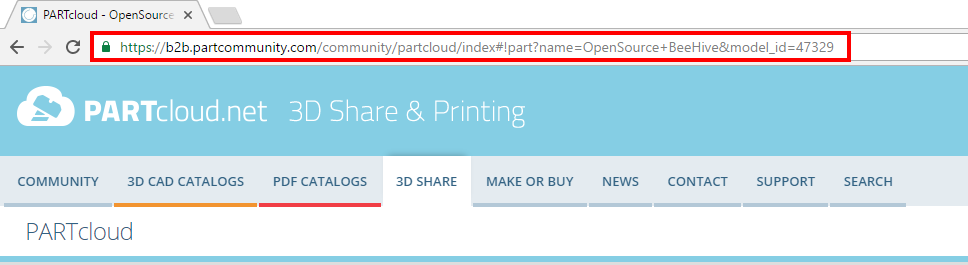 PARTcloud - OpenSource
https://b2b.partcommunity.com/community/partcloud/index#!part?name=OpenSource+BeeHive&model_id=47329
PARTcloud.net 3D Share & Printing
COMMUNITY 3D CAD CATALOGS PDF CATALOGS 3D SHARE MAKE OR BUY NEWS CONTACT SUPPORT SEARCH
PARTcloud